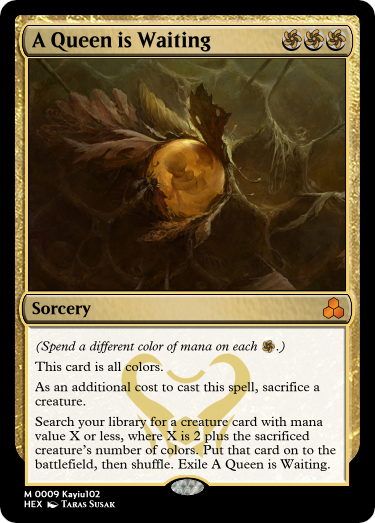 A Queen is Waiting
Sorcery
(Spend a different color of mana on each .)
This card is all colors.
As an additional cost to cast this spell, sacrifice a
creature.
Search your library for a creature card with mana
value X or less, where X is 2 plus the sacrificed
creature's number of colors. Put that card on to the
battlefield, then shuffle. Exile A Queen is Waiting.
M 0009 Kayiu102
HEX Taras Susak